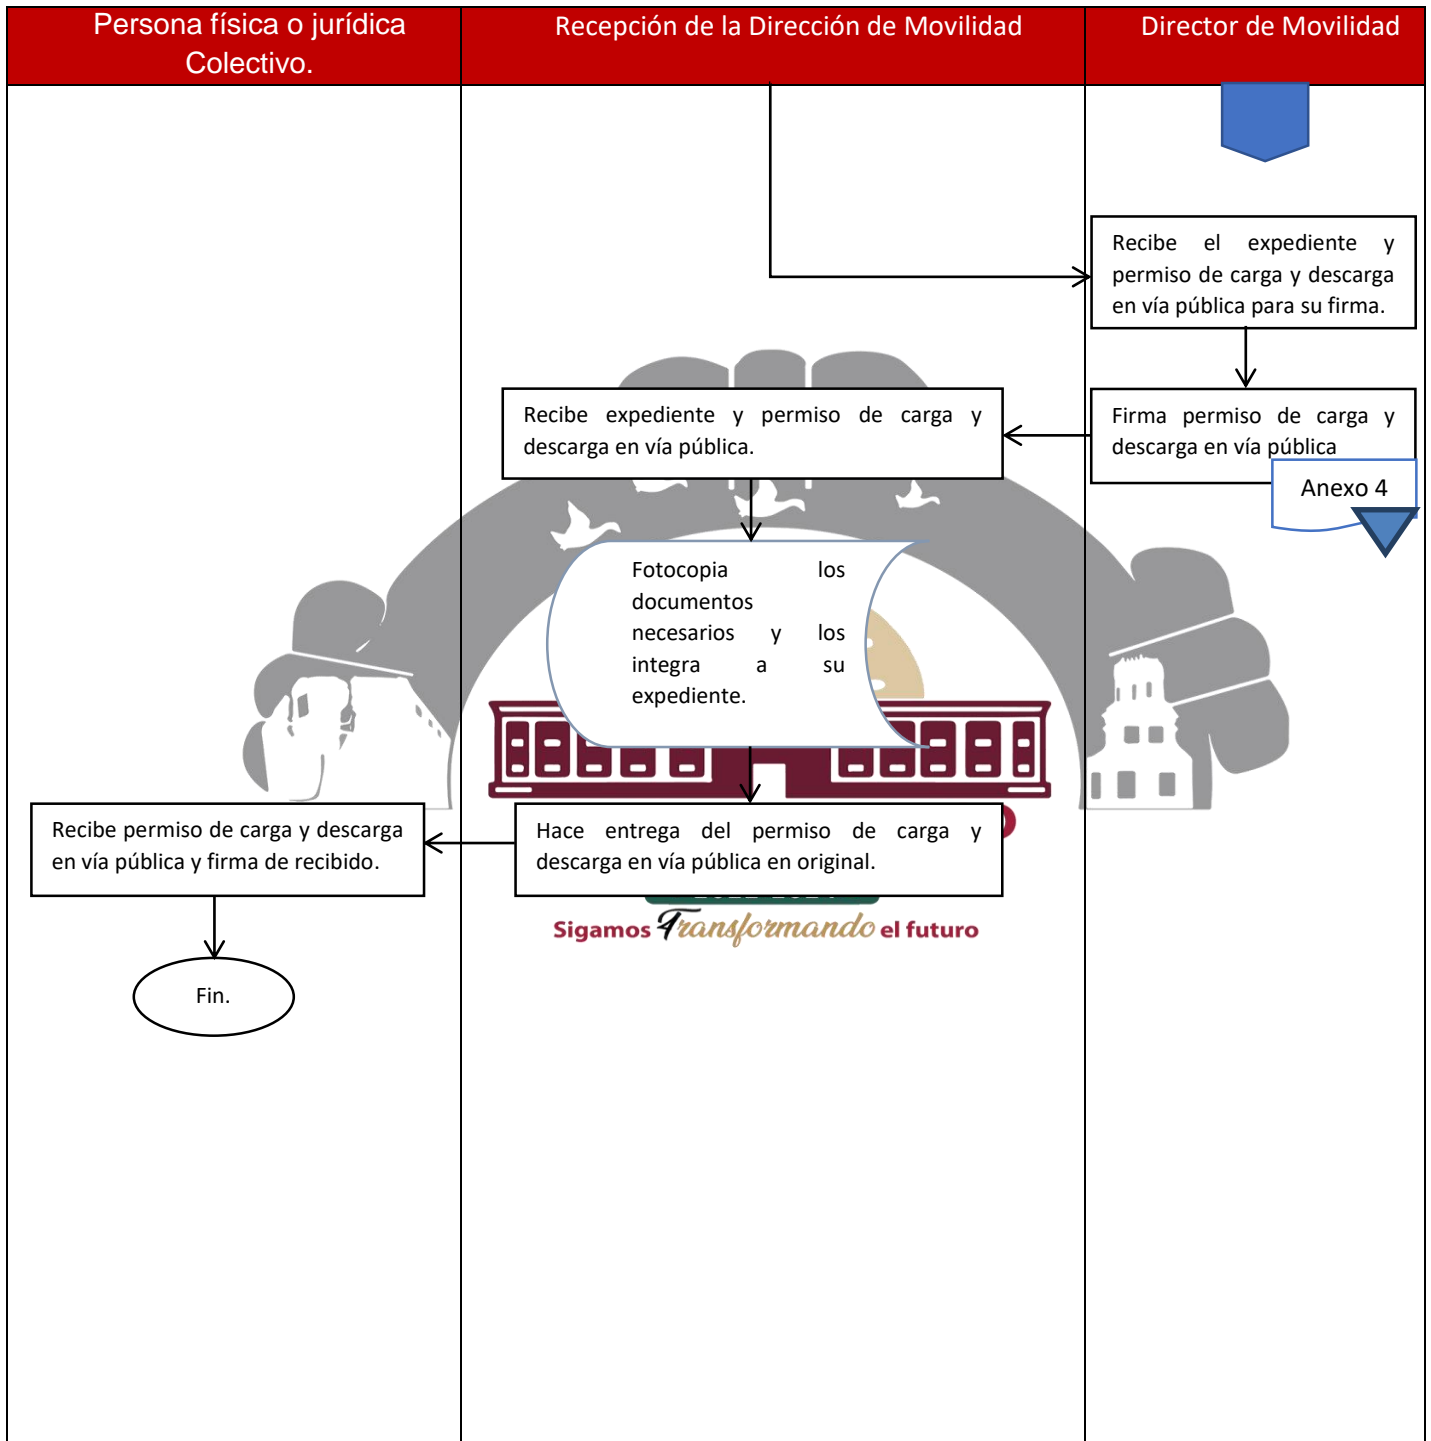 Persona física o jurídica
Colectivo.
Recepción de la Dirección de Movilidad
Director de Movilidad
Recibe el expediente y
permiso de carga y descarga
en vía pública para su firma.
Firma permiso de carga y
descarga en vía pública
Anexo 4
Recibe expediente y permiso de carga y
descarga en vía pública.
Fotocopia los
documentos
necesarios y los
integra a su
expediente.
Hace entrega del permiso de carga y
descarga en vía pública en original.
Recibe permiso de carga y descarga
en vía pública y firma de recibido.
Fin.
Sigamos Transformando el futuro